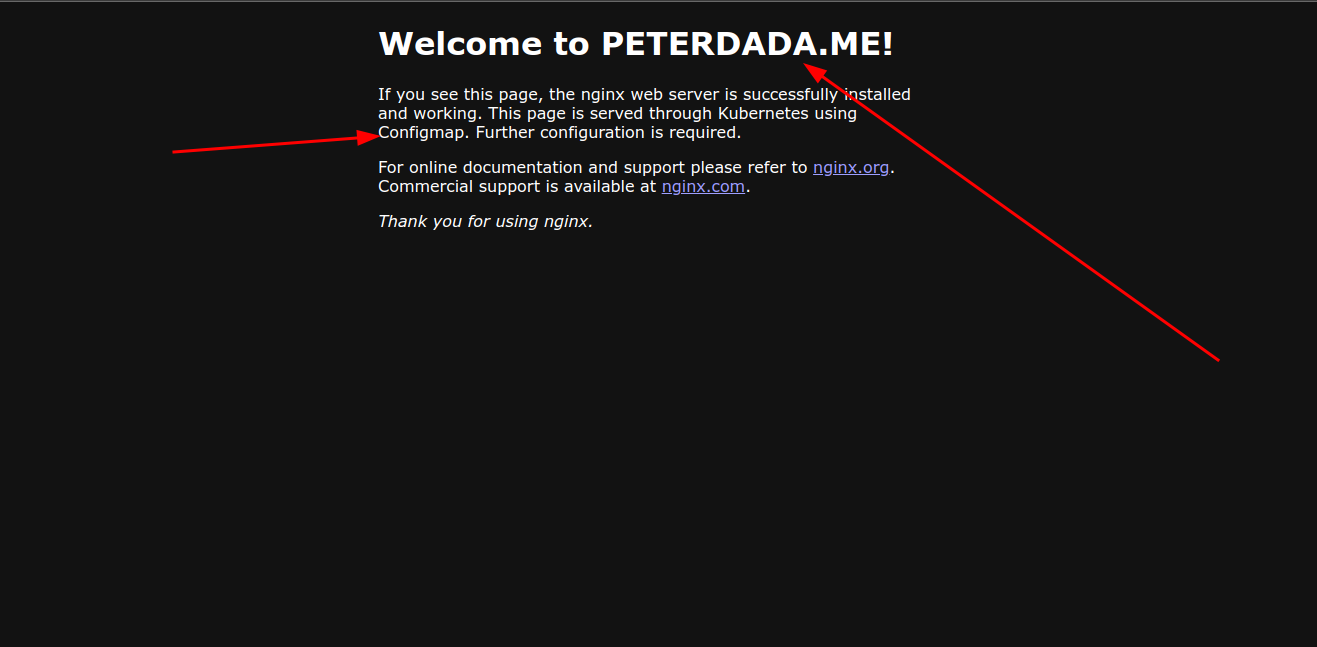 Welcome to PETERDADA.ME!
If you see this page, the nginx web server is successfully installed
and working. This page is served through Kubernetes using
Configmap. Further configuration is required.
For online documentation and support please refer to nginx.org.
Commercial support is available at nginx.com.
Thank you for using nginx.